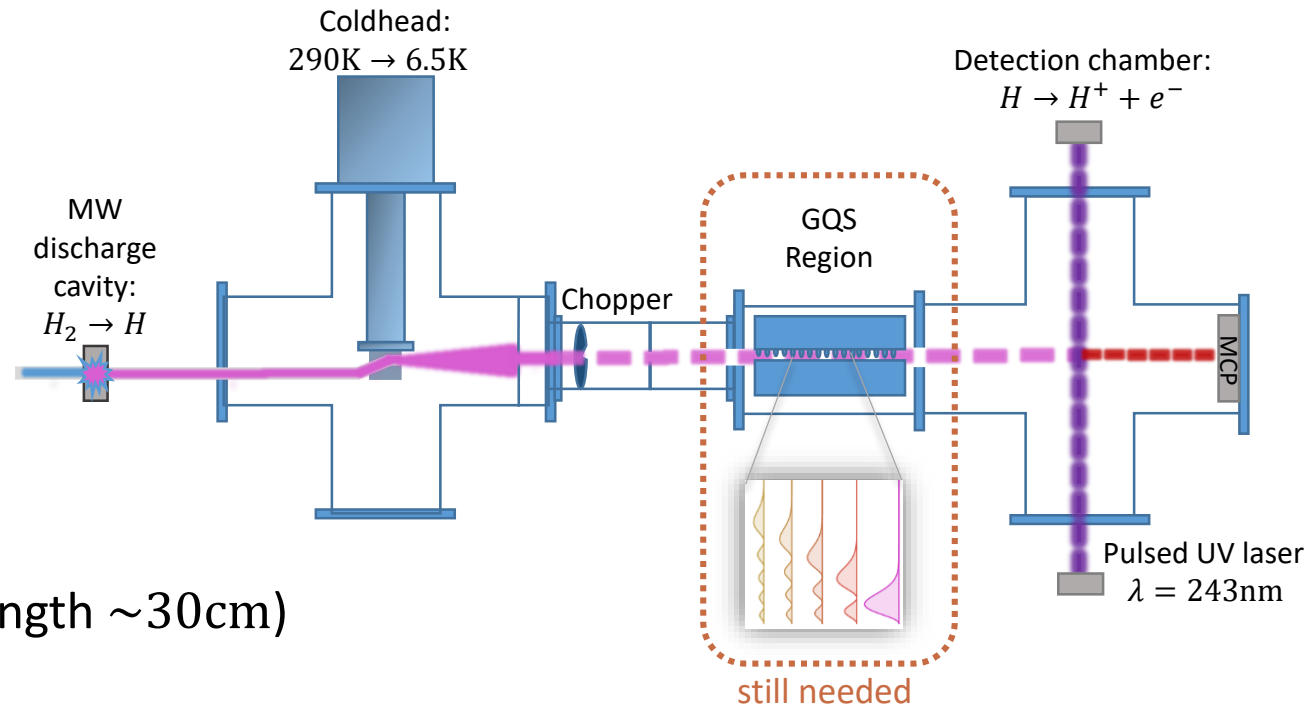 Coldhead:
290K → 6.5K
Detection chamber:
H → H⁺ + e⁻
MW
discharge
cavity:
H₂ → H
Chopper
GQS
Region
MCP
Pulsed UV laser
λ = 243nm
ngth ~30cm)
still needed